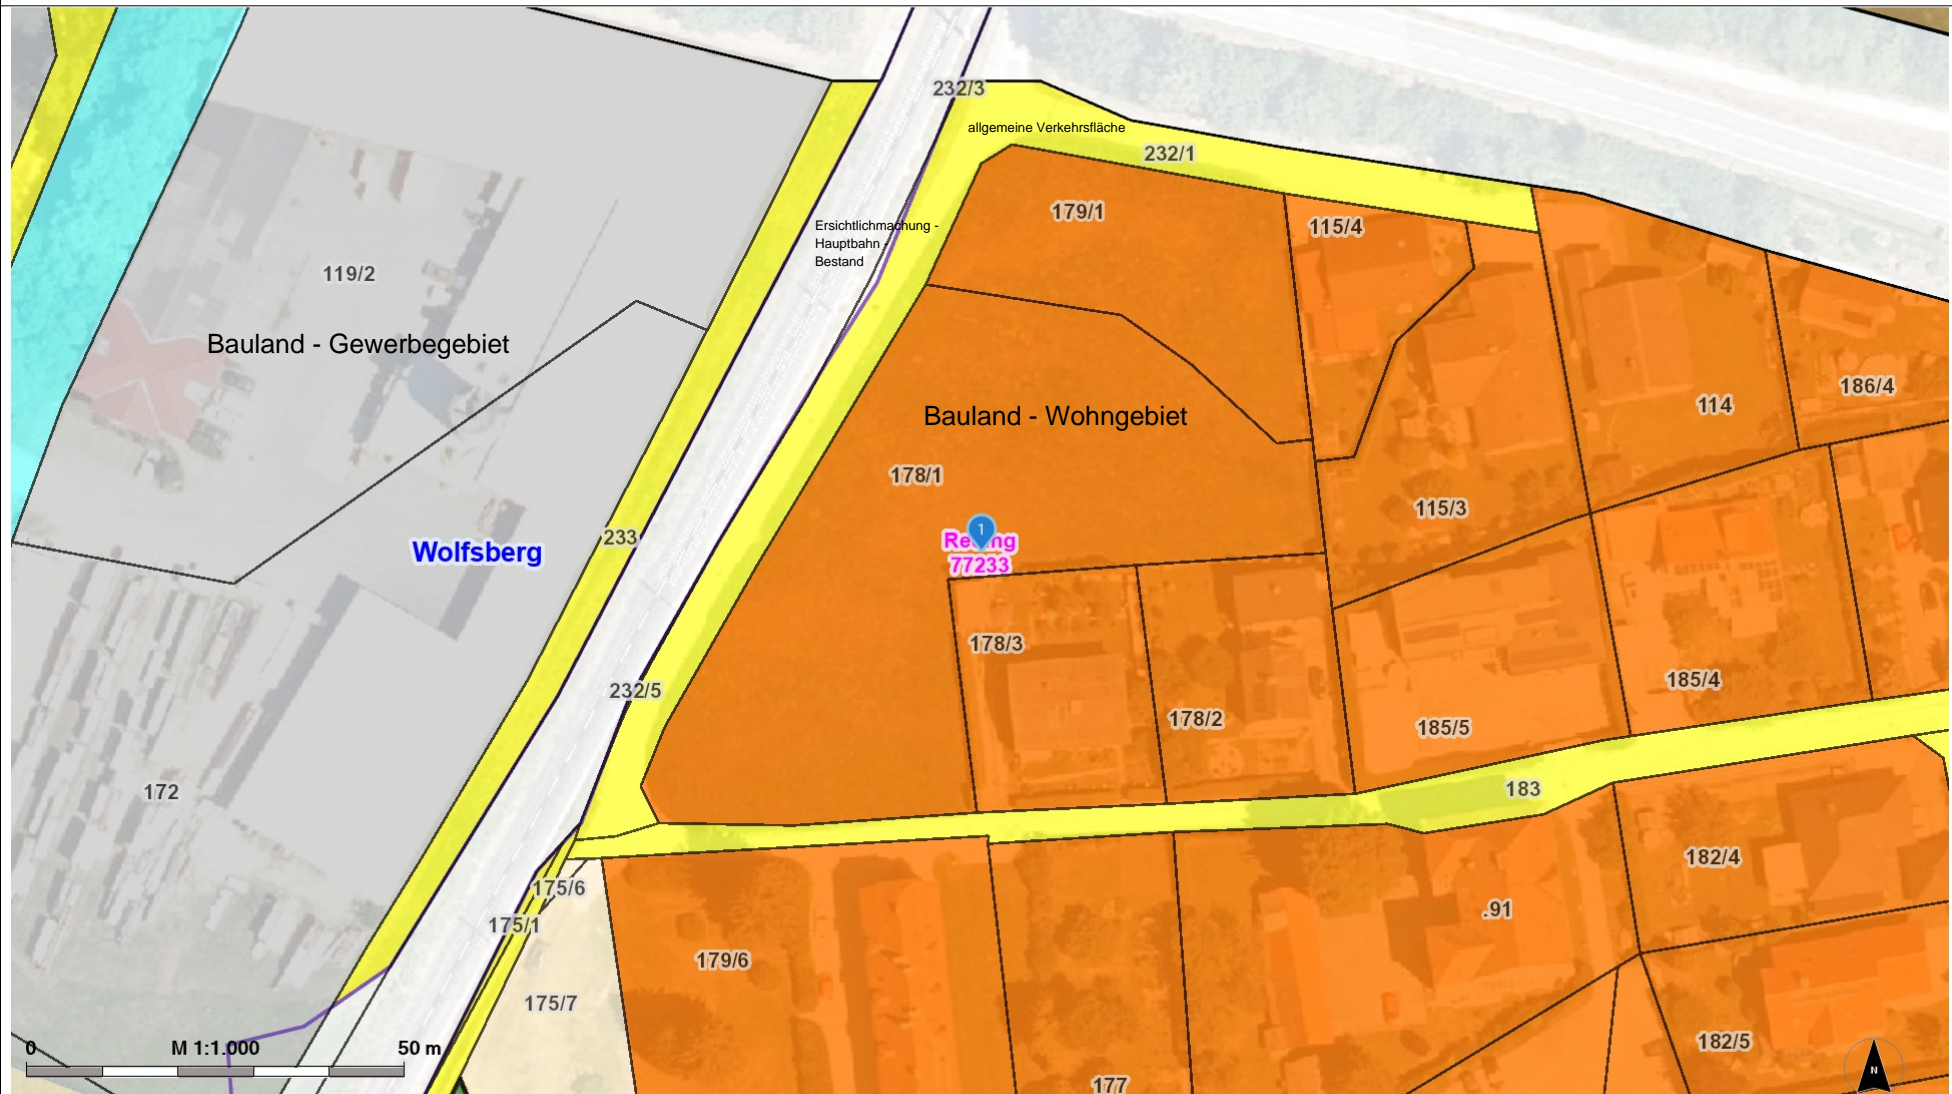 232/3
allgemeine Verkehrsfläche
232/1
179/1
115/4
Ersichtlichmachung -
Hauptbahn -
Bestand
119/2
Bauland - Gewerbegebiet
186/4
114
Bauland - Wohngebiet
178/1
115/3
1
233
Wolfsberg
Reding
77233
178/3
185/4
232/5
178/2
185/5
172
183
182/4
175/6
.91
175/1
179/6
175/7
182/5
0 M 1:1.000 50 m
N
177